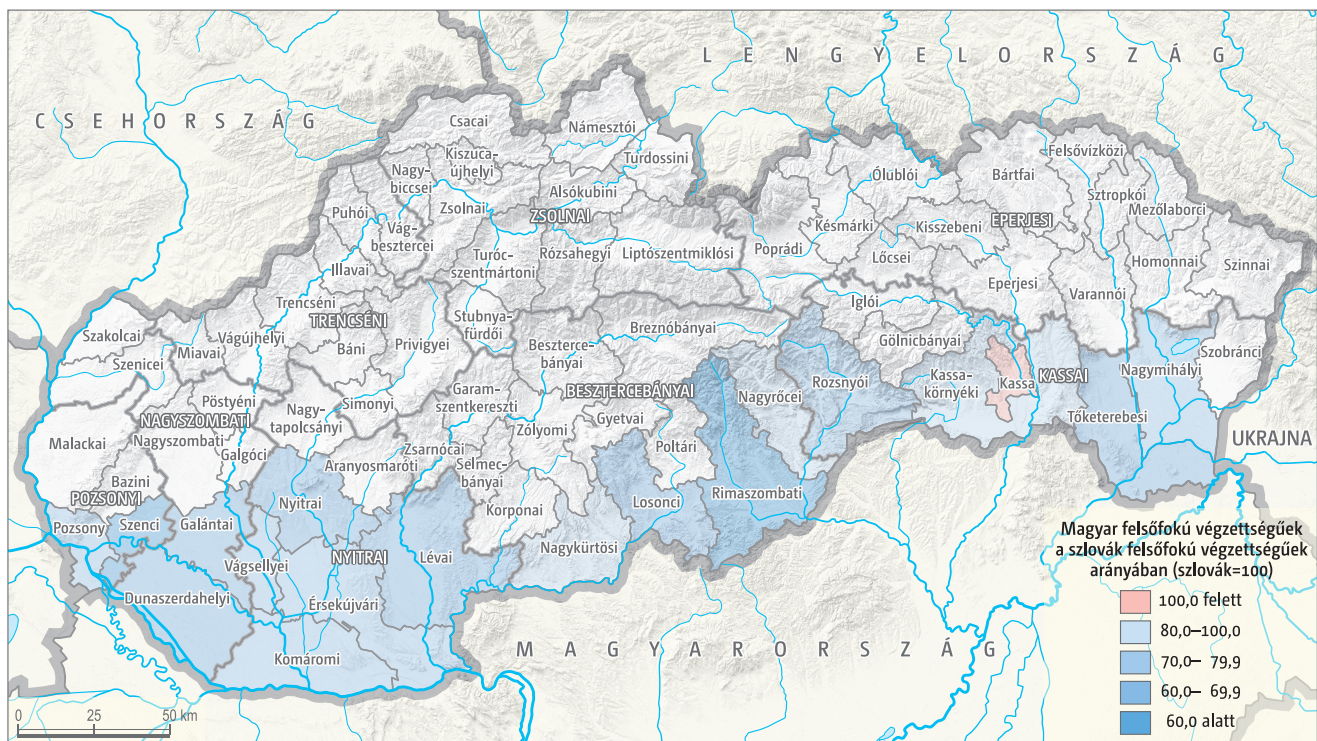 LENGYELORSZÁG
CSEHORSZÁG
Csacai
Námesztói
Felsővízközi
Kiszuca-
újhelyi
Turdossini
Nagy-
biccsei
Ólublói
Bártfai
Alsókubini
Sztropkói
Puhói
Zsolnai
ZSOLNAI
Késmárki
Kisszebeni
EPERJESI
Mezőlaborci
Vág-
besztercei
Turóc-
szentmártoni
Rózsahegyi
Liptószentmiklósi
Poprádi
Lőcsei
Homonnai
Szinnai
Illavai
Eperjesi
Varannói
Trencséni
TRENCSÉNI
Iglói
Stubnya-
fürdői
Breznóbányai
Szakolcai
Vágújhelyi
Privigyei
Gölnicbányai
Miavai
Báni
Beszterce-
bányai
Szobránci
Szenicei
Kassa-
környéki
Kassa
KASSAI
Nagymihályi
Rozsnyói
Garam-
szentkereszti
BESZTERCEBÁNYAI
Nagyrőcei
Pöstyéni
Simonyi
NAGYSZOMBATI
Nagy-
tapolcsányi
Gyetvai
Tőketerebesi
Malackai
Nagyszombati
Zólyomi
Poltári
UKRAJNA
Galgóci
Zsarnócai
Aranyosmaróti
Selmec-
bányai
Bazini
POZSONYI
Rimaszombati
Nyitrai
Losonci
Korponai
Pozsony
Szenci
Galántai
NYITRAI
Lévai
Nagykürtösi
Vágsellyei
Dunaszerdahelyi
Érsekújvári
Komáromi
MAGYARORSZÁG
Magyar felsőfokú végzettségűek
a szlovák felsőfokú végzettségűek
arányában (szlovák=100)
100,0 felett
80,0–100,0
70,0– 79,9
60,0– 69,9
60,0 alatt
0 25 50 km